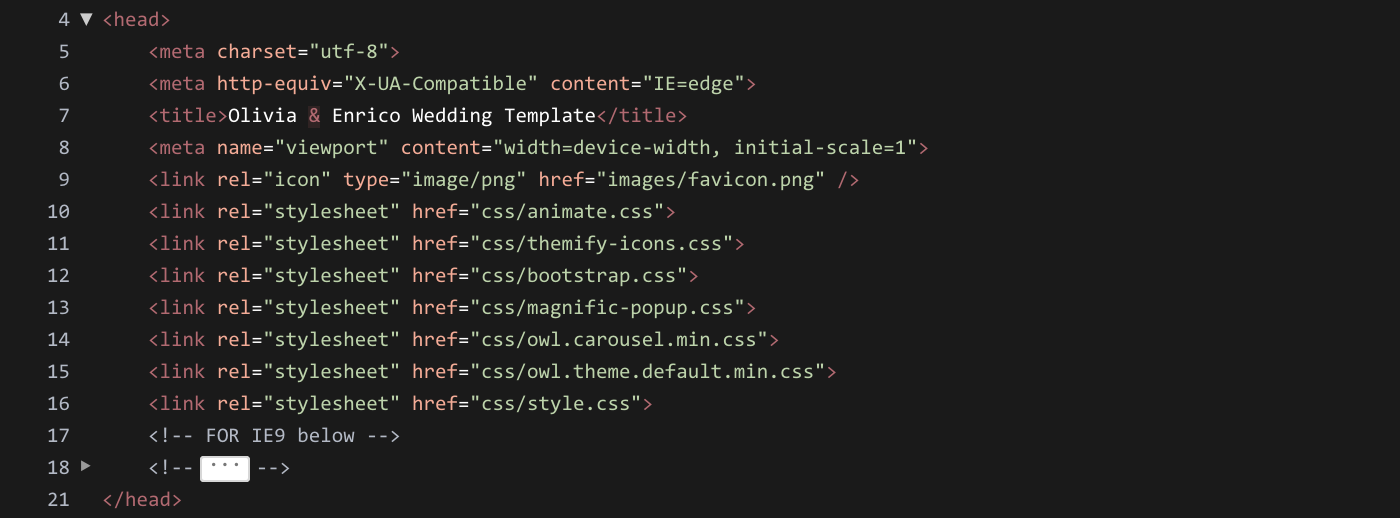 4 ▼ <head>
5 <meta charset="utf-8">
6 <meta http-equiv="X-UA-Compatible" content="IE=edge">
7 <title>Olivia & Enrico Wedding Template</title>
8 <meta name="viewport" content="width=device-width, initial-scale=1">
9 <link rel="icon" type="image/png" href="images/favicon.png" />
10 <link rel="stylesheet" href="css/animate.css">
11 <link rel="stylesheet" href="css/themify-icons.css">
12 <link rel="stylesheet" href="css/bootstrap.css">
13 <link rel="stylesheet" href="css/magnific-popup.css">
14 <link rel="stylesheet" href="css/owl.carousel.min.css">
15 <link rel="stylesheet" href="css/owl.theme.default.min.css">
16 <link rel="stylesheet" href="css/style.css">
17 <!-- FOR IE9 below -->
18 ▶ <!-- ... -->
21 </head>